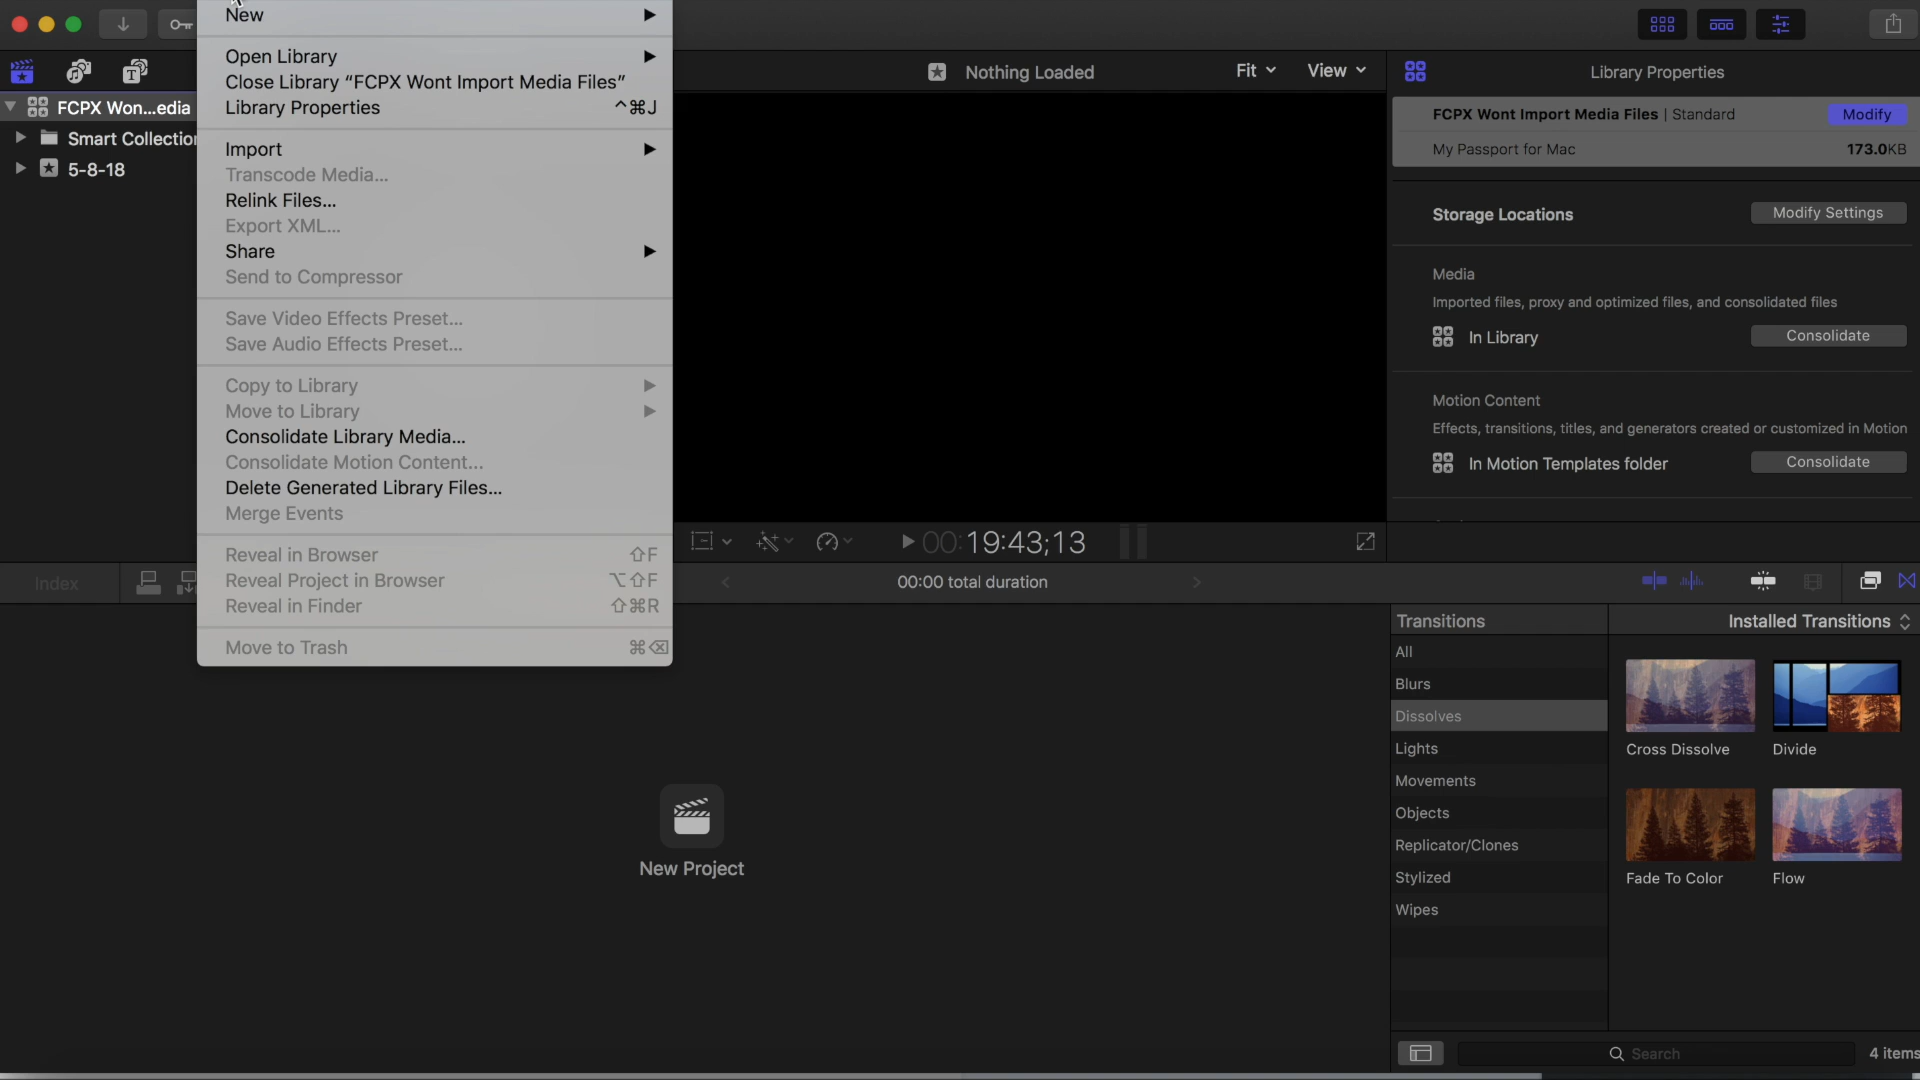 New
Open Library
Close Library “FCPX Wont Import Media Files”
Library Properties ^⌘J
Import
Transcode Media...
Relink Files...
Export XML...
Share
Send to Compressor
Save Video Effects Preset...
Save Audio Effects Preset...
Copy to Library
Move to Library
Consolidate Library Media...
Consolidate Motion Content...
Delete Generated Library Files...
Merge Events
Reveal in Browser ⇧F
Reveal Project in Browser ⌥⇧F
Reveal in Finder ⇧⌘R
Move to Trash ⌘⌫
FCPX Won...edia
Smart Collection
5-8-18
Nothing Loaded
Fit
View
00:19:43;13
Library Properties
FCPX Wont Import Media Files | Standard
Modify
My Passport for Mac 173.0KB
Storage Locations
Modify Settings
Media
Imported files, proxy and optimized files, and consolidated files
In Library
Consolidate
Motion Content
Effects, transitions, titles, and generators created or customized in Motion
In Motion Templates folder
Consolidate
Index
00:00 total duration
New Project
Transitions
Installed Transitions
All
Blurs
Dissolves
Lights
Movements
Objects
Replicator/Clones
Stylized
Wipes
Cross Dissolve
Divide
Fade To Color
Flow
Search
4 items